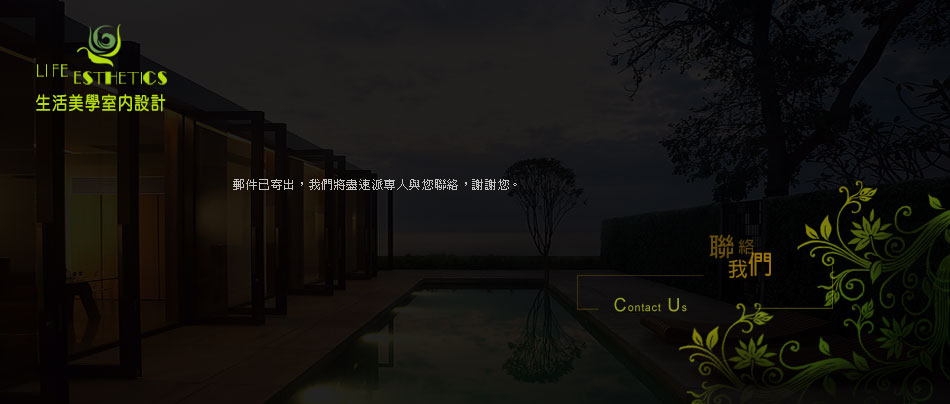 LIFE
ESTHETICS
生活美學室內設計
郵件已寄出，我們將盡速派專人與您聯絡，謝謝您。
聯絡
我們
Contact Us